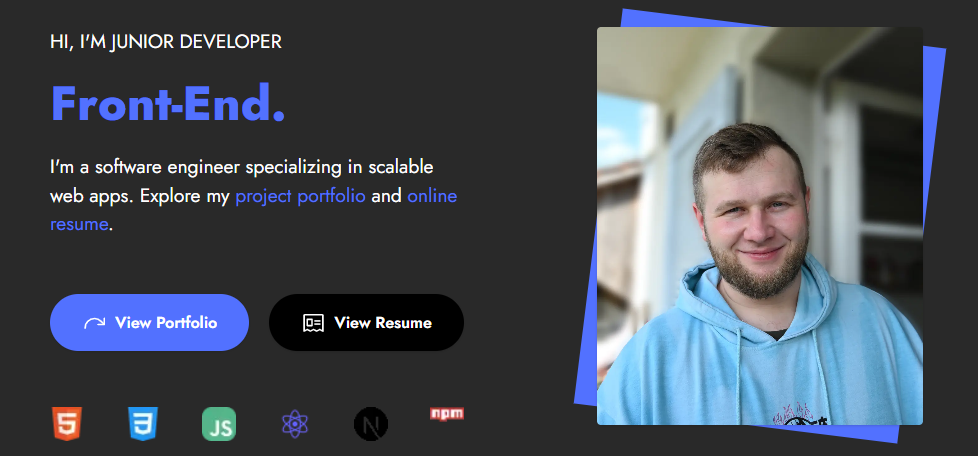 HI, I'M JUNIOR DEVELOPER
Front-End.
I'm a software engineer specializing in scalable
web apps. Explore my project portfolio and online
resume.
View Portfolio
View Resume
5
3
JS
N
npm